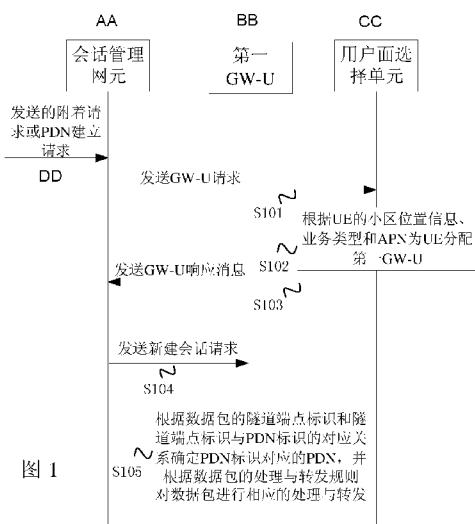 AA
BB
CC
会话管理
网元
第一
GW-U
用户面选
择单元
发送的附着请
求或PDN建立
请求
DD
发送GW-U请求
S101
根据UE的小区位置信息、
业务类型和APN为UE分配
第一GW-U
S102
发送GW-U响应消息
S103
发送新建会话请求
S104
根据数据包的隧道端点标识和隧
道端点标识与PDN标识的对应关
系确定PDN标识对应的PDN，并
根据数据包的处理与转发规则
对数据包进行相应的处理与转发
S105
图 1